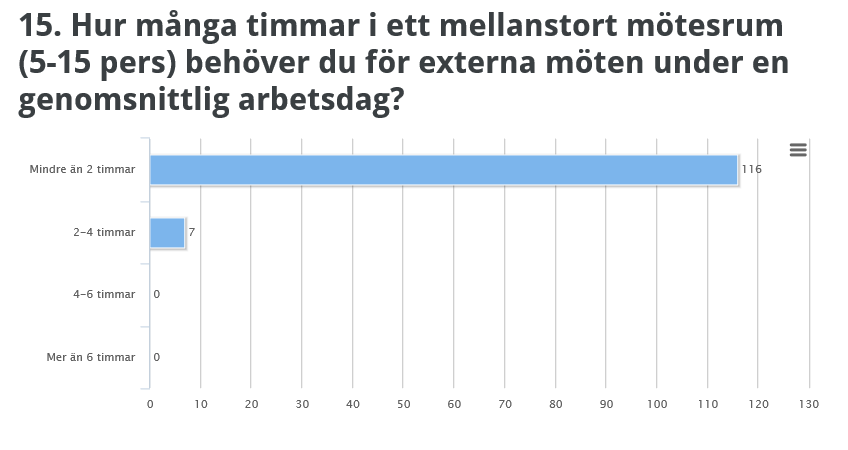 15. Hur många timmar i ett mellanstort mötesrum
(5-15 pers) behöver du för externa möten under en
genomsnittlig arbetsdag?
Mindre än 2 timmar
116
2–4 timmar
7
4–6 timmar
0
Mer än 6 timmar
0
0 10 20 30 40 50 60 70 80 90 100 110 120 130